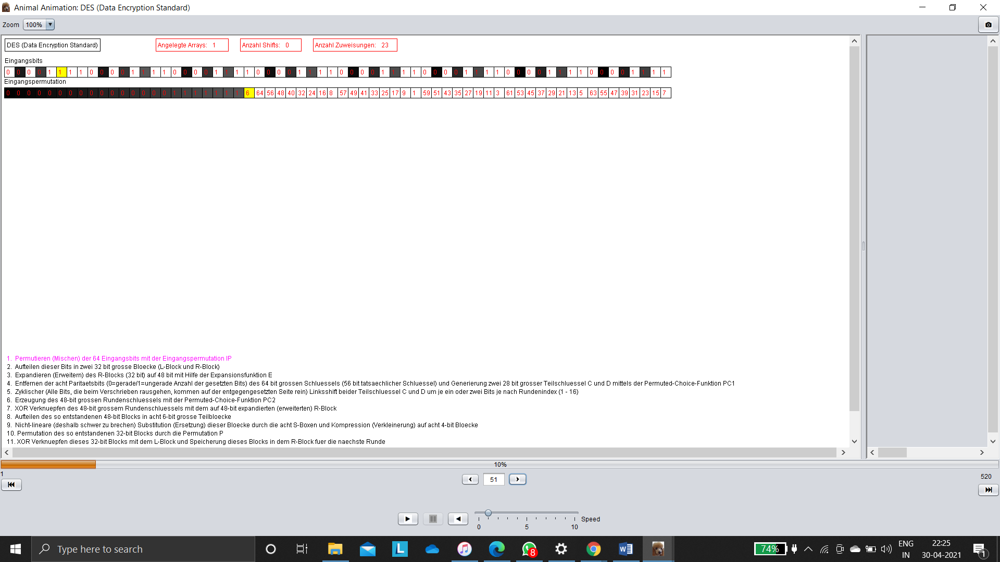 Animal Animation: DES (Data Encryption Standard)
Zoom 100%
DES (Data Encryption Standard) Angelegte Arrays: 1 Anzahl Shifts: 0 Anzahl Zuweisungen: 23
Eingangsbits
0 0 0 0 1 1 1 1 0 0 0 0 1 1 1 0 0 0 0 1 1 1 0 0 0 0 1 1 1 0 0 0 0 1 1 1 0 0 0 0 1 1 1 0 0 0 0 1 1 1 0 0 0 0 1 1 1
Eingangspermutation
0 0 0 0 0 0 0 0 0 0 0 0 0 0 0 0 6 64 56 48 40 32 24 16 8 57 49 41 33 25 17 9 1 59 51 43 35 27 19 11 3 61 53 45 37 29 21 13 5 63 55 47 39 31 23 15 7
1. Permutieren (Mischen) der 64 Eingangsbits mit der Eingangspermutation IP
2. Aufteilen dieser Bits in zwei 32 bit grosse Bloecke (L-Block und R-Block)
3. Expandieren (Erweitern) des R-Blocks (32 bit) auf 48 bit mit Hilfe der Expansionsfunktion E
4. Entfernen der acht Paritaetsbits (0=gerade/1=ungerade Anzahl der gesetzten Bits) des 64 bit grossen Schluessels (56 bit tatsaechlicher Schluessel) und Generierung zwei 28 bit grosser Teilschluessel C und D mittels der Permuted-Choice-Funktion PC1
5. Zyklischer (Alle Bits, die beim Verschrieben rausgehen, kommen auf der entgegengesetzten Seite rein) Linksshift beider Teilschluessel C und D um je ein oder zwei Bits je nach Rundenindex (1 - 16)
6. Erzeugung des 48-bit grossen Rundenschluessels mit der Permuted-Choice-Funktion PC2
7. XOR Verknuepfen des 48-bit grossem Rundenschluessels mit dem auf 48-bit expandierten (erweiterten) R-Block
8. Aufteilen des so entstandenen 48-bit Blocks in acht 6-bit grosse Teilbloecke
9. Nicht-lineare (deshalb schwer zu brechen) Substitution (Ersetzung) dieser Bloecke durch die acht S-Boxen und Kompression (Verkleinerung) auf acht 4-bit Bloecke
10. Permutation des so entstandenen 32-bit Blocks durch die Permutation P
11. XOR Verknuepfen dieses 32-bit Blocks mit dem L-Block und Speicherung dieses Blocks in dem R-Block fuer die naechste Runde
10%
1
51
520
Speed
0 5 10
Type here to search
8
74%
ENG
IN
22:25
30-04-2021
1